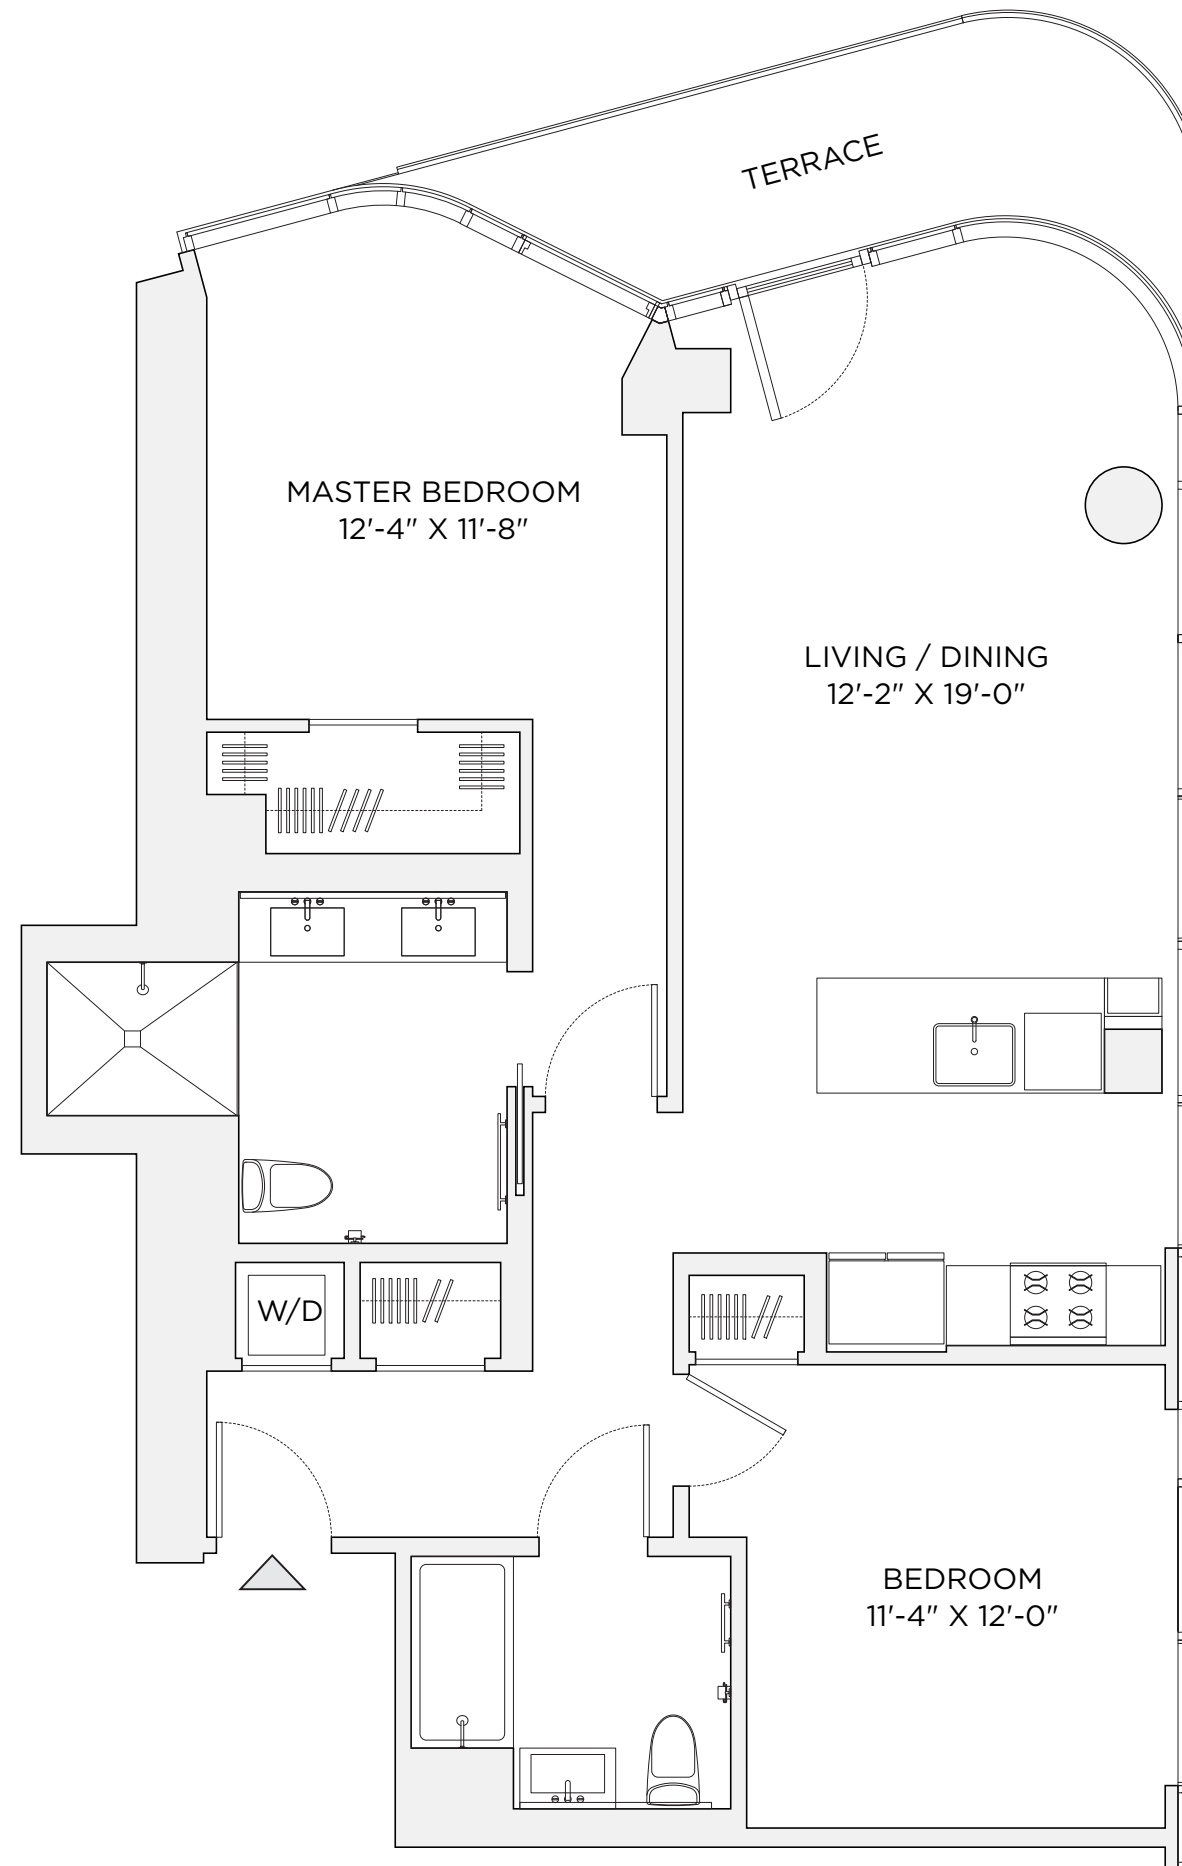 TERRACE
MASTER BEDROOM
12'-4" X 11'-8"
LIVING / DINING
12'-2" X 19'-0"
W/D
BEDROOM
11'-4" X 12'-0"